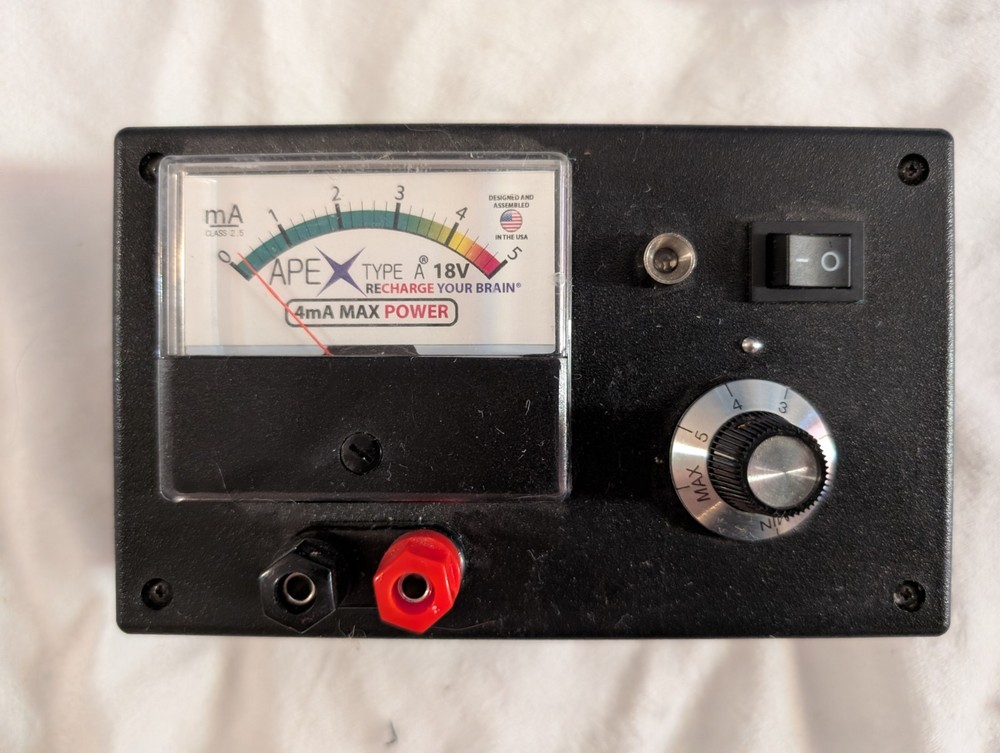 mA
CLASS 2.5
0 1 2 3 4 5
DESIGNED AND
ASSEMBLED
IN THE USA
APEX TYPE A® 18V
RECHARGE YOUR BRAIN®
4mA MAX POWER
I O
3
4
5
MAX
MIN